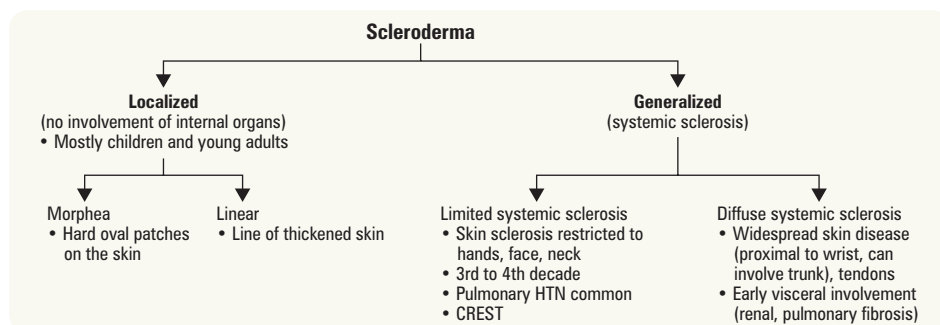 Scleroderma
Localized
(no involvement of internal organs)
• Mostly children and young adults
Generalized
(systemic sclerosis)
Morphea
• Hard oval patches
on the skin
Linear
• Line of thickened skin
Limited systemic sclerosis
• Skin sclerosis restricted to
hands, face, neck
• 3rd to 4th decade
• Pulmonary HTN common
• CREST
Diffuse systemic sclerosis
• Widespread skin disease
(proximal to wrist, can
involve trunk), tendons
• Early visceral involvement
(renal, pulmonary fibrosis)